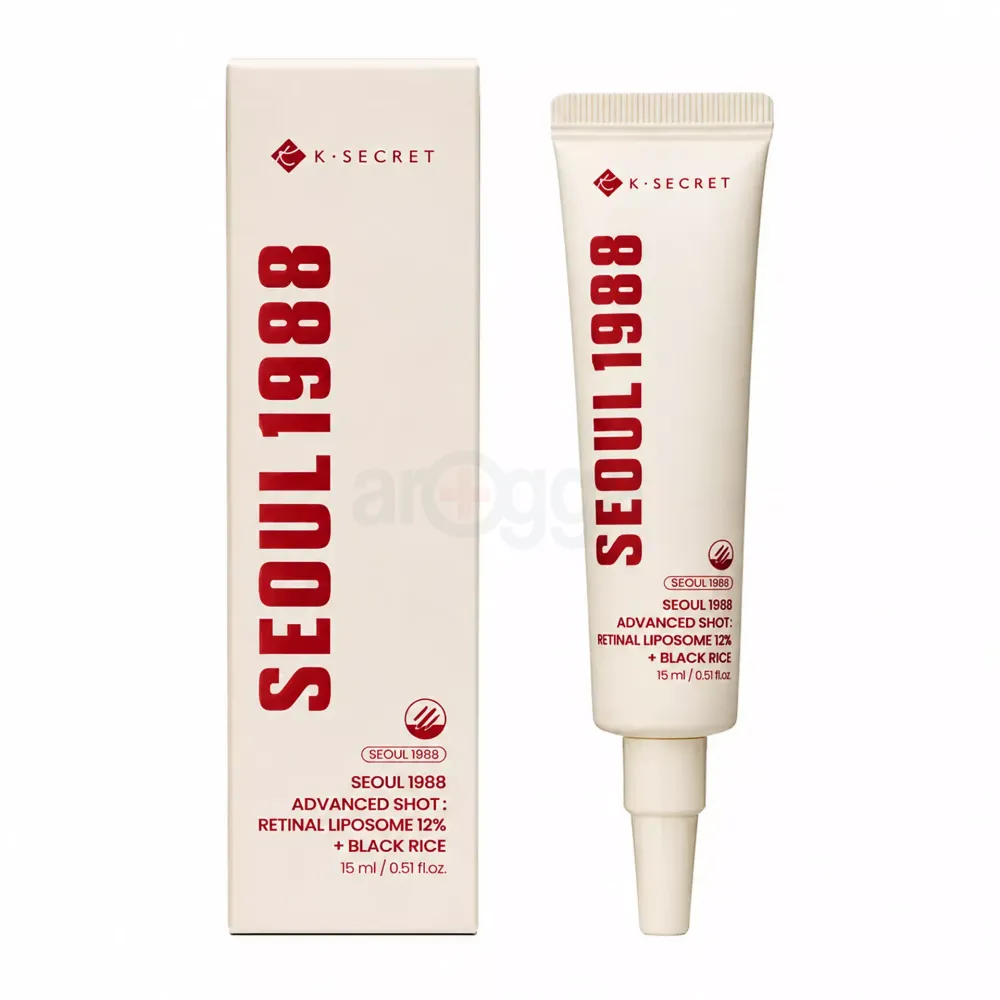 K·SECRET
SEOUL 1988
SEOUL 1988
SEOUL 1988
ADVANCED SHOT:
RETINAL LIPOSOME 12%
+ BLACK RICE
15 ml / 0.51 fl.oz.
K·SECRET
SEOUL 1988
SEOUL 1988
SEOUL 1988
ADVANCED SHOT:
RETINAL LIPOSOME 12%
+ BLACK RICE
15 ml / 0.51 fl.oz.
arogg